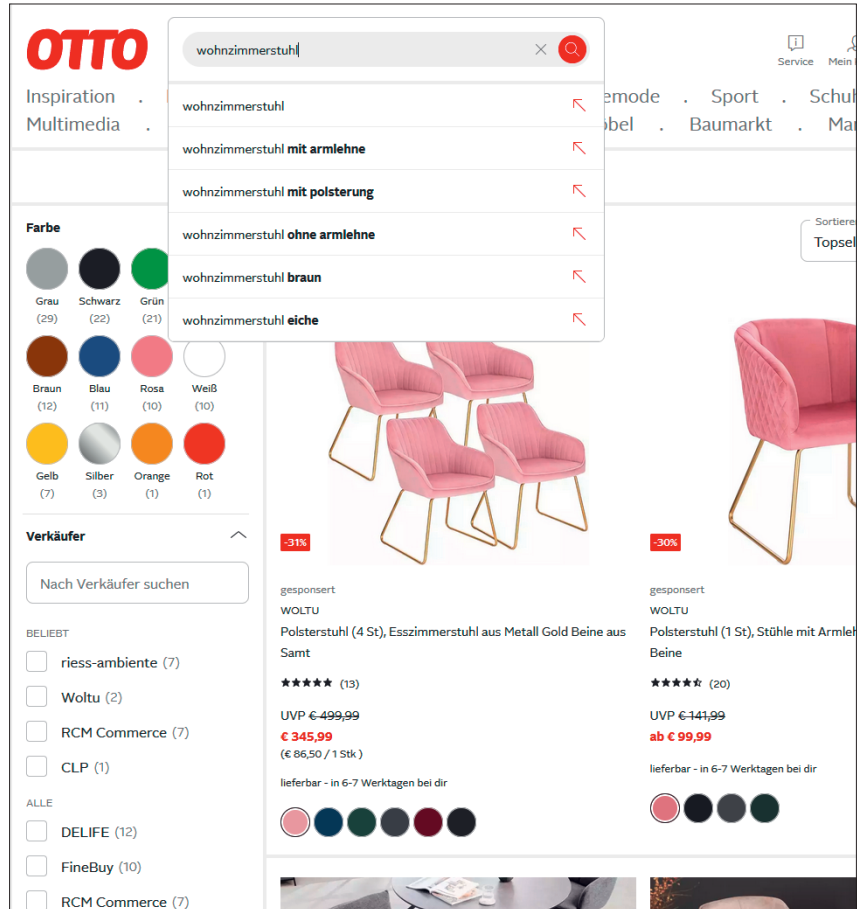 OTTO
wohnzimmerstuhl
Service
Mein
Inspiration .
emode . Sport . Schuh
Multimedia .
bel . Baumarkt . Mar
wohnzimmerstuhl
wohnzimmerstuhl mit armlehne
wohnzimmerstuhl mit polsterung
wohnzimmerstuhl ohne armlehne
wohnzimmerstuhl braun
wohnzimmerstuhl eiche
Sortieren
Topsel
Farbe
Grau Schwarz Grün
(29) (22) (21)
Braun Blau Rosa Weiß
(12) (11) (10) (10)
Gelb Silber Orange Rot
(7) (3) (1) (1)
Verkäufer
Nach Verkäufer suchen
BELIEBT
riess-ambiente (7)
Woltu (2)
RCM Commerce (7)
CLP (1)
ALLE
DELIFE (12)
FineBuy (10)
RCM Commerce (7)
-31%
gesponsert
WOLTU
Polsterstuhl (4 St), Esszimmerstuhl aus Metall Gold Beine aus
Samt
(13)
UVP € 499,99
€ 345,99
(€ 86,50 / 1 Stk )
lieferbar - in 6-7 Werktagen bei dir
-30%
gesponsert
WOLTU
Polsterstuhl (1 St), Stühle mit Armleh
Beine
(20)
UVP € 141,99
ab € 99,99
lieferbar - in 6-7 Werktagen bei dir